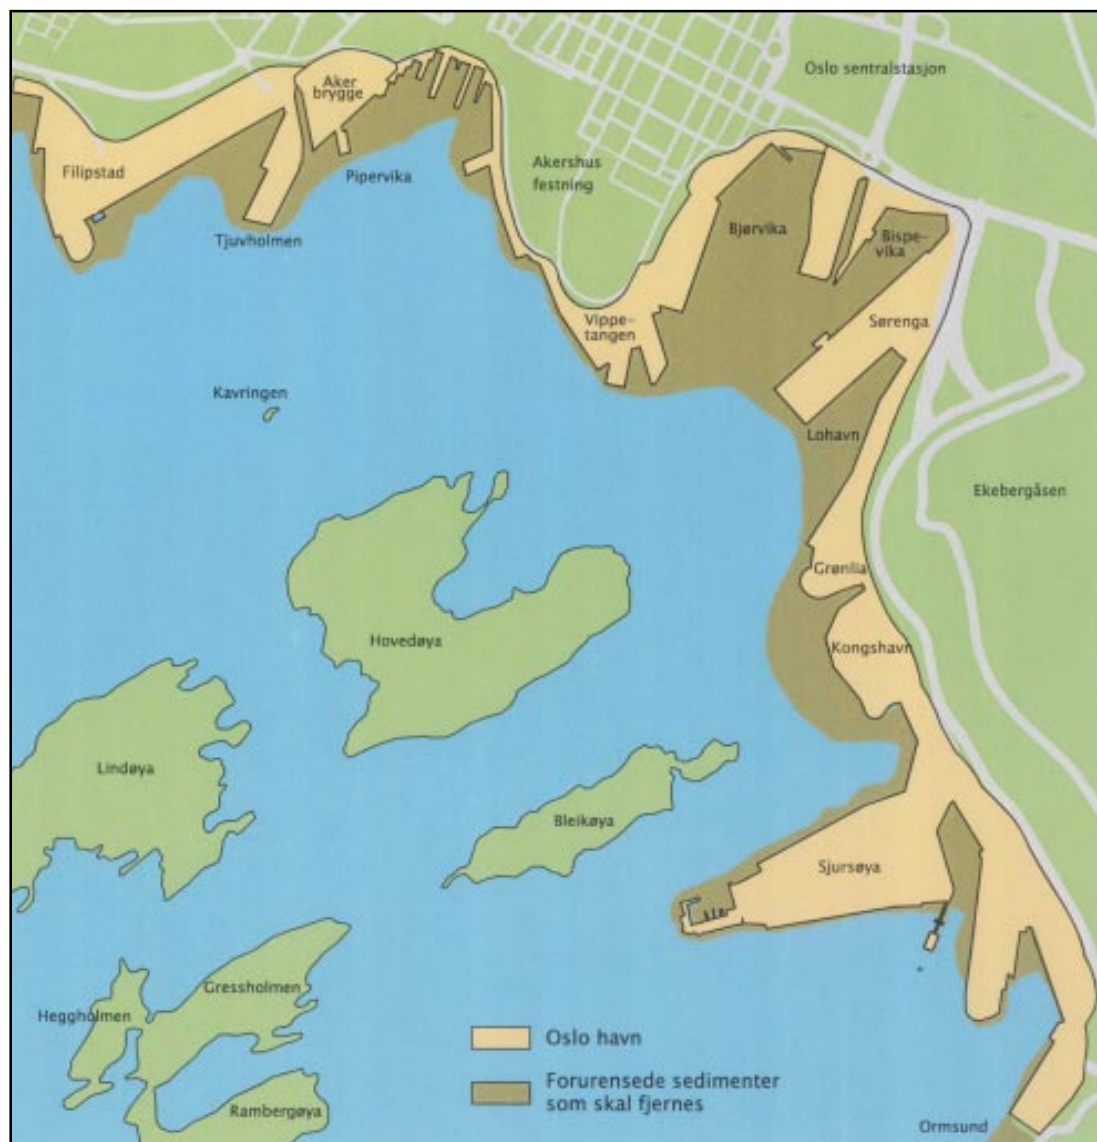 Oslo sentralstasjon
Aker
brygge
Filipstad
Akershus
festning
Pipervika
Tjuvholmen
Bjørvika
Bispe-
vika
Vippe-
tangen
Sørenga
Kavringen
Lohavn
Ekebergåsen
Grønlia
Hovedøya
Kongshavn
Lindøya
Bleikøya
Sjursøya
Gressholmen
Heggholmen
Rambergøya
Oslo havn
Forurensede sedimenter
som skal fjernes
Ormsund